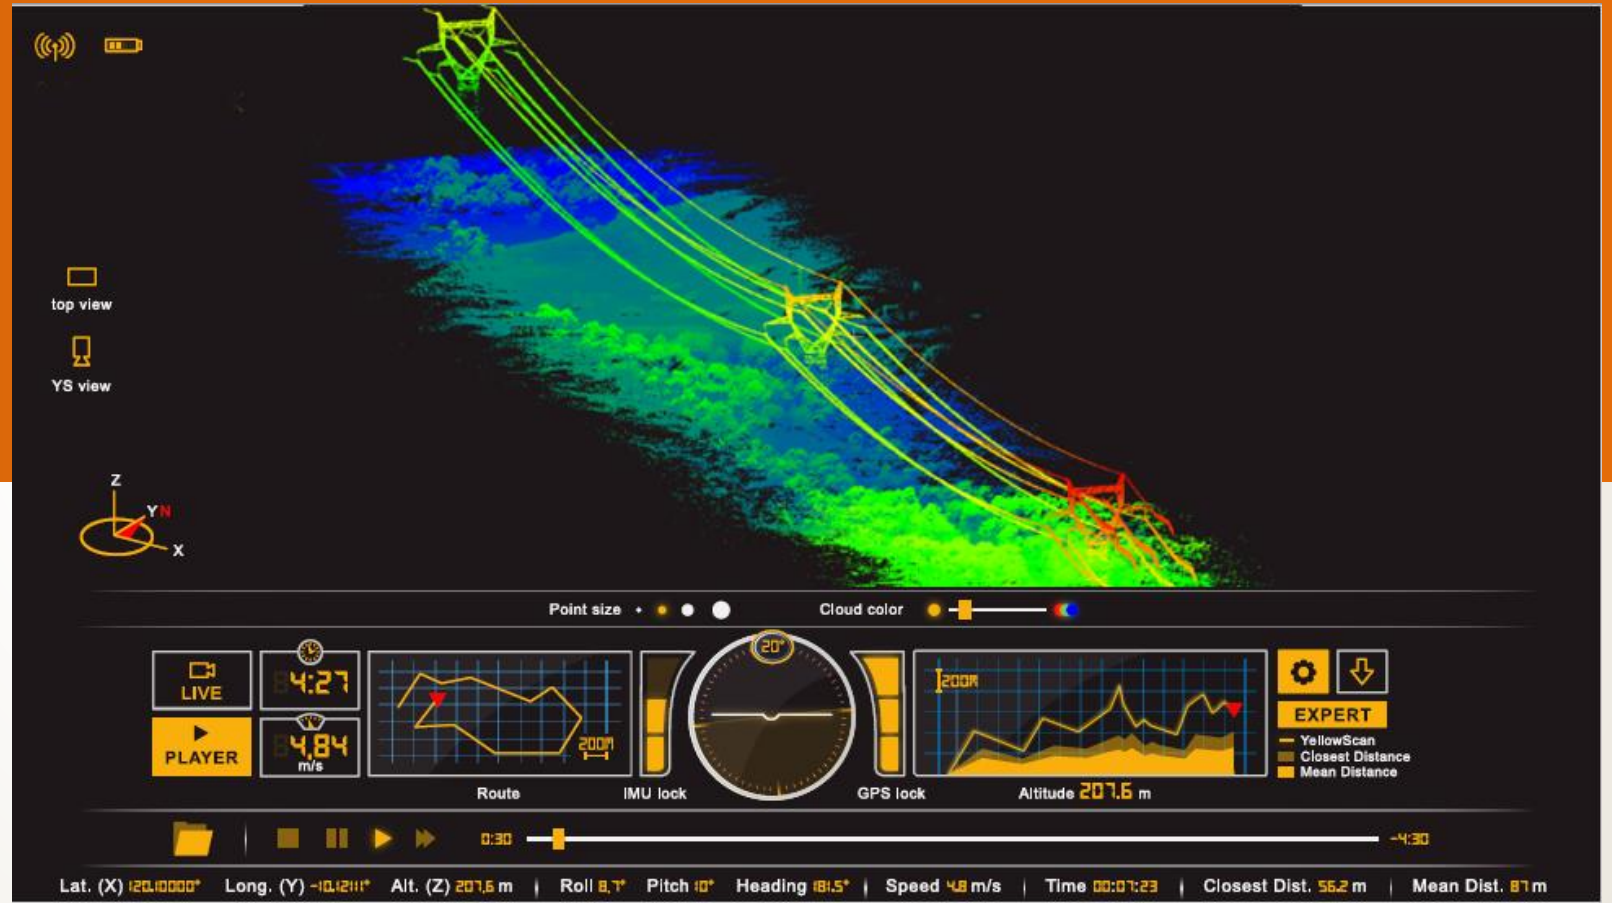 top view
YS view
Z
Y N
X
Point size
Cloud color
LIVE
4:27
20°
200m
EXPERT
PLAYER
4,84
m/s
200m
YellowScan
Closest Distance
Mean Distance
Route
IMU lock
GPS lock
Altitude 207.6 m
0:30
-4:30
Lat. (X) 120.10000° Long. (Y) Alt. (Z) 207,6 m | Roll 8,7° Pitch 10° Heading 181.5° | Speed 4.8 m/s | Time 00:07:23 | Closest Dist. 56.2 m | Mean Dist. 87 m